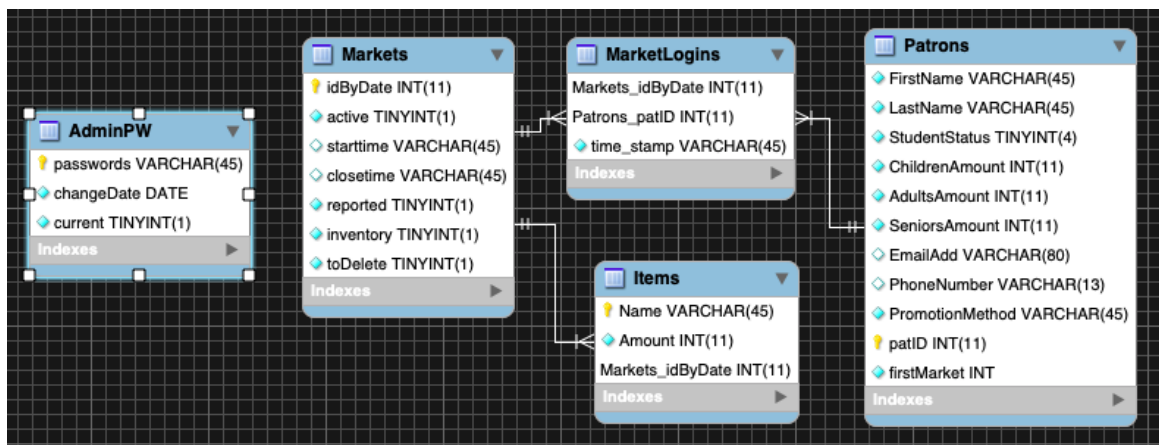 AdminPW
passwords VARCHAR(45)
changeDate DATE
current TINYINT(1)
Indexes
Markets
idByDate INT(11)
active TINYINT(1)
starttime VARCHAR(45)
closetime VARCHAR(45)
reported TINYINT(1)
inventory TINYINT(1)
toDelete TINYINT(1)
Indexes
MarketLogins
Markets_idByDate INT(11)
Patrons_patID INT(11)
time_stamp VARCHAR(45)
Indexes
Items
Name VARCHAR(45)
Amount INT(11)
Markets_idByDate INT(11)
Indexes
Patrons
FirstName VARCHAR(45)
LastName VARCHAR(45)
StudentStatus TINYINT(4)
ChildrenAmount INT(11)
AdultsAmount INT(11)
SeniorsAmount INT(11)
EmailAdd VARCHAR(80)
PhoneNumber VARCHAR(13)
PromotionMethod VARCHAR(45)
patID INT(11)
firstMarket INT
Indexes